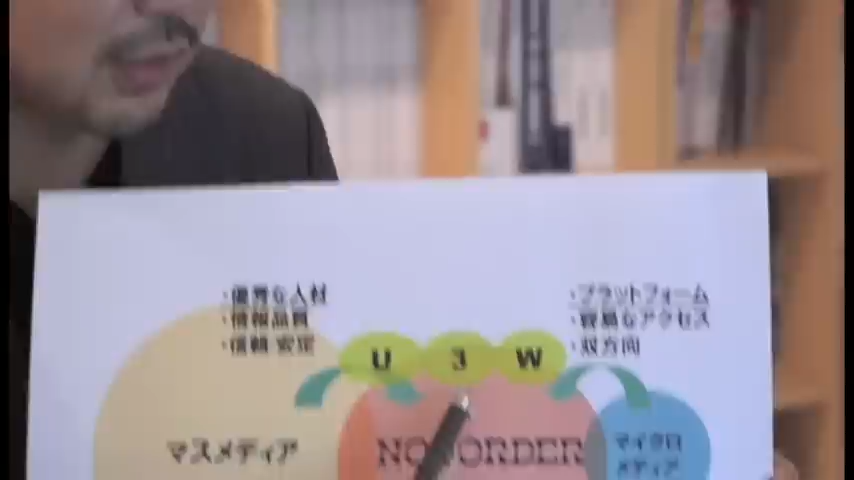 ・優秀な人材
・情報品質
・信頼 安定
・プラットフォーム
・容易なアクセス
・双方向
U 3 W
マスメディア
NOBORDER
マイクロ
メディア